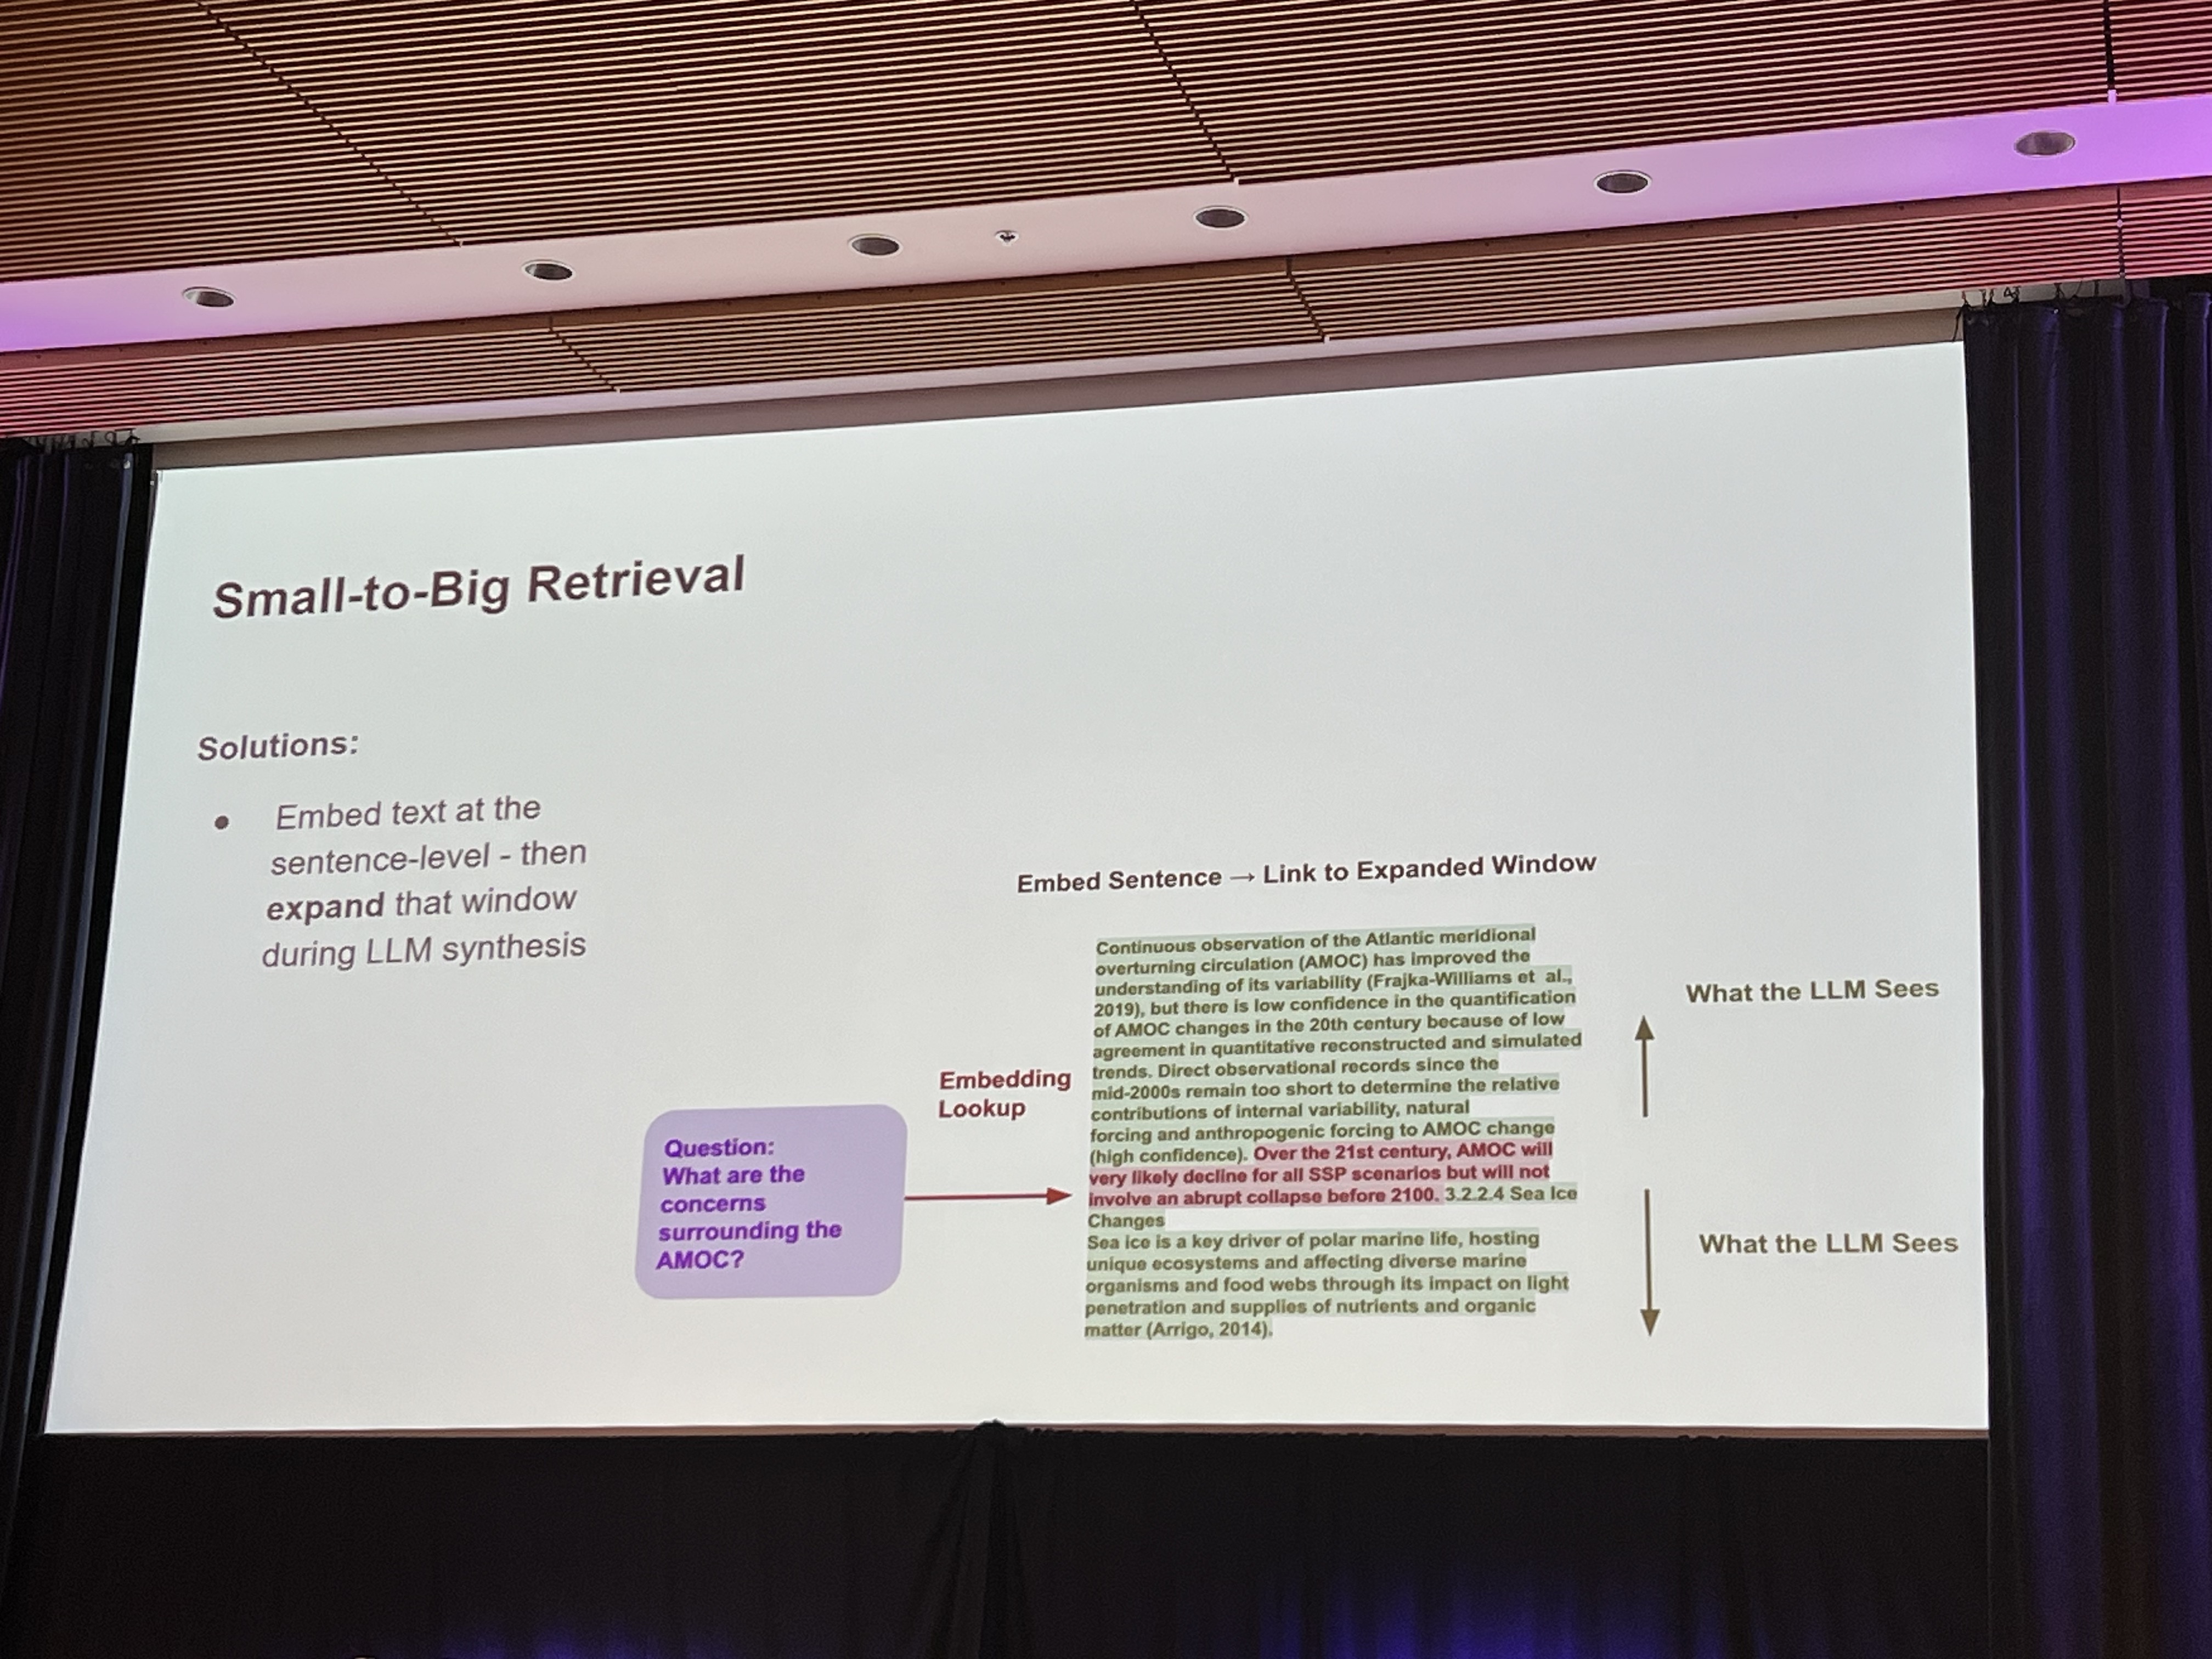 Small-to-Big Retrieval
Solutions:
● Embed text at the
sentence-level - then
expand that window
during LLM synthesis
Embed Sentence → Link to Expanded Window
Continuous observation of the Atlantic meridional
overturning circulation (AMOC) has improved the
understanding of its variability (Frajka-Williams et al.,
2019), but there is low confidence in the quantification
of AMOC changes in the 20th century because of low
agreement in quantitative reconstructed and simulated
trends. Direct observational records since the
mid-2000s remain too short to determine the relative
contributions of internal variability, natural
forcing and anthropogenic forcing to AMOC change
(high confidence). Over the 21st century, AMOC will
very likely decline for all SSP scenarios but will not
involve an abrupt collapse before 2100. 3.2.2.4 Sea Ice
Changes
Sea ice is a key driver of polar marine life, hosting
unique ecosystems and affecting diverse marine
organisms and food webs through its impact on light
penetration and supplies of nutrients and organic
matter (Arrigo, 2014).
Embedding
Lookup
Question:
What are the
concerns
surrounding the
AMOC?
What the LLM Sees
What the LLM Sees